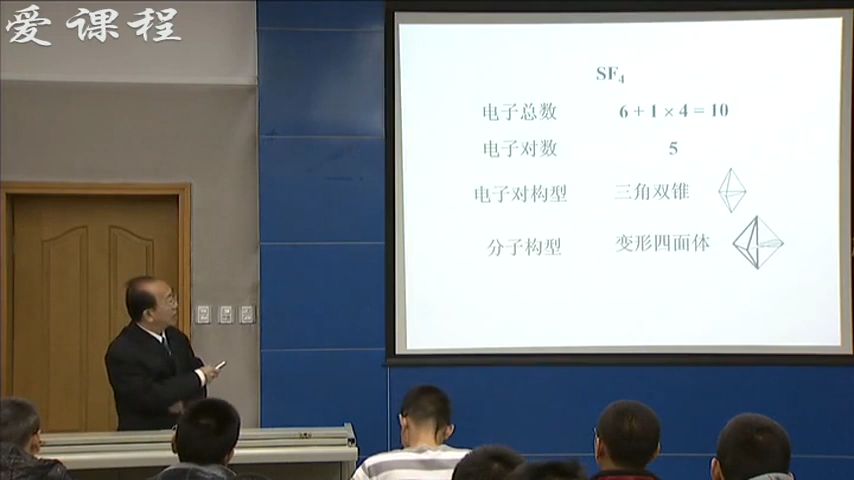 爱课程
SF₄
电子总数 6 + 1 × 4 = 10
电子对数 5
电子对构型 三角双锥
分子构型 变形四面体